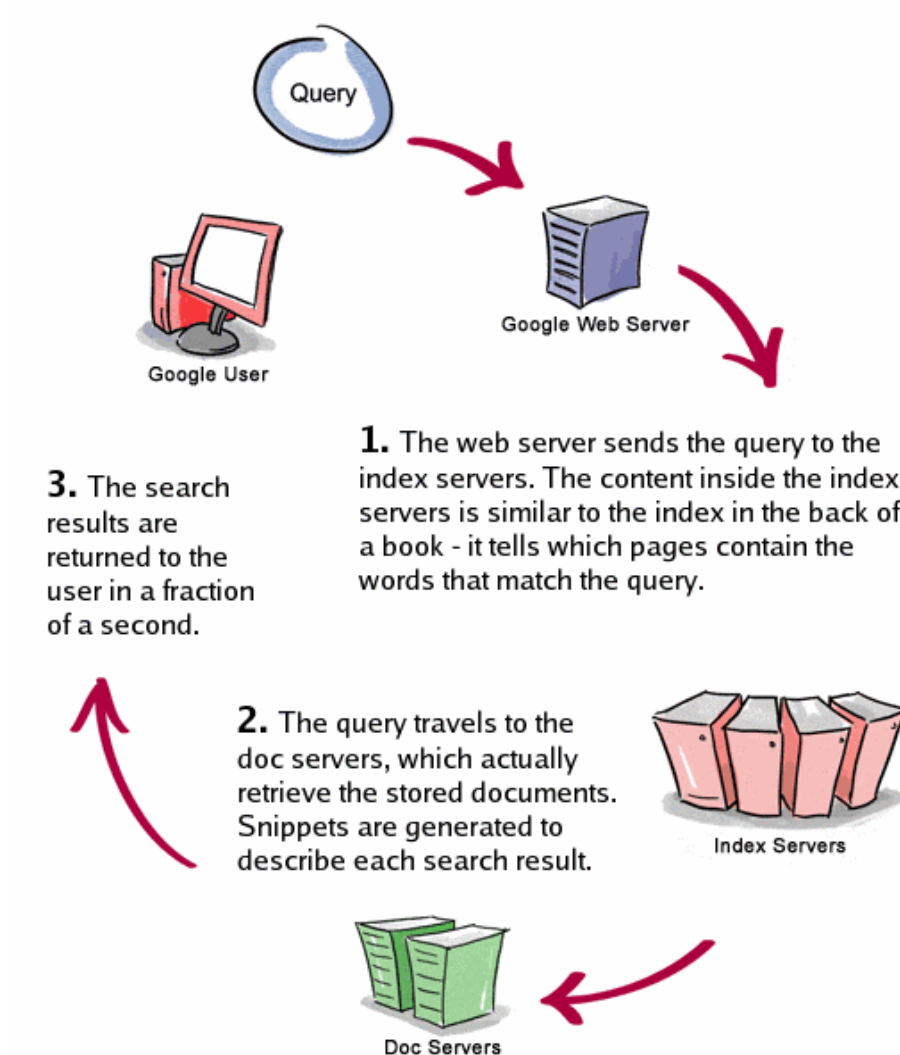 Query
Google Web Server
Google User
1. The web server sends the query to the
index servers. The content inside the index
servers is similar to the index in the back of
a book - it tells which pages contain the
words that match the query.
3. The search
results are
returned to the
user in a fraction
of a second.
2. The query travels to the
doc servers, which actually
retrieve the stored documents.
Snippets are generated to
describe each search result.
Index Servers
Doc Servers